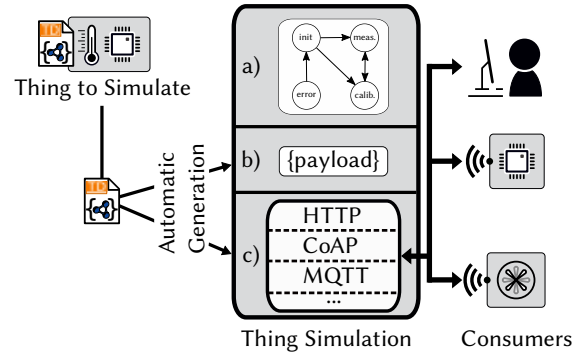 TD
{ }
Thing to Simulate
TD
{ }
Automatic
Generation
a)
init
meas.
error
calib.
b)
{payload}
c)
HTTP
CoAP
MQTT
...
Thing Simulation
Consumers